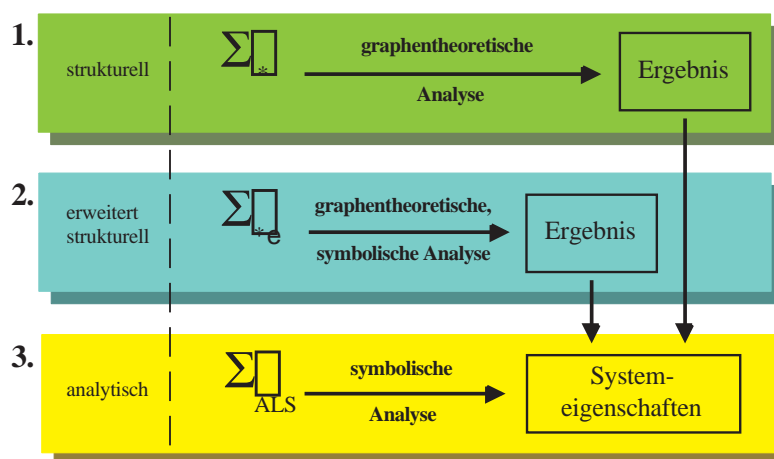 1.
strukturell
Σ▯*
graphentheoretische
Analyse
Ergebnis
2.
erweitert
strukturell
Σ▯*e
graphentheoretische,
symbolische Analyse
Ergebnis
3.
analytisch
Σ▯ALS
symbolische
Analyse
System-
eigenschaften